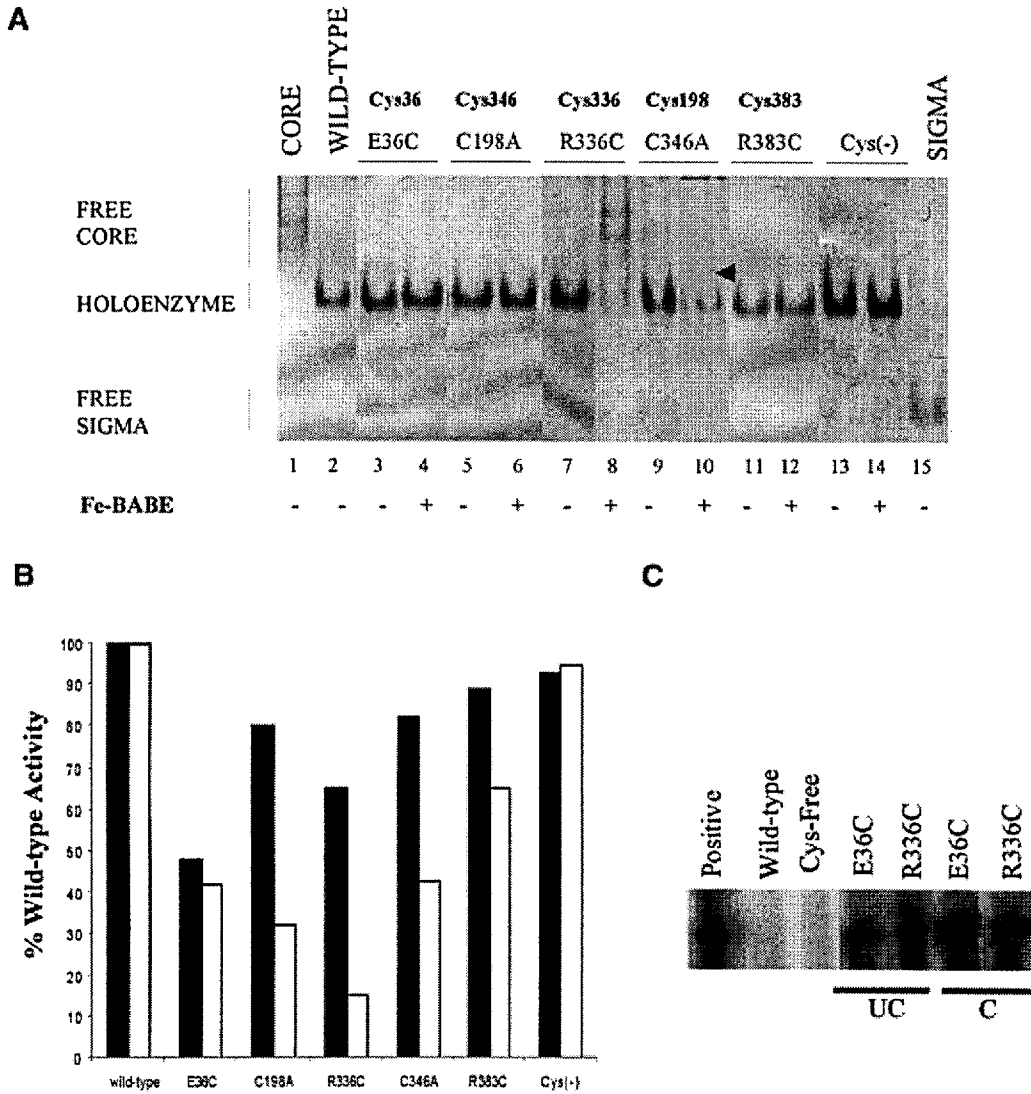 A
CORE
WILD-TYPE
Cys36 Cys346 Cys336 Cys198 Cys383
E36C C198A R336C C346A R383C Cys(-)
SIGMA
FREE
CORE
HOLOENZYME
FREE
SIGMA
1 2 3 4 5 6 7 8 9 10 11 12 13 14 15
Fe-BABE - - - + - + - + - + - + - + -
B
% Wild-type Activity
100
90
80
70
60
50
40
30
20
10
0
wild-type E36C C198A R336C C346A R383C Cys(-)
C
Positive
Wild-type
Cys-Free
E36C
R336C
E36C
R336C
UC C